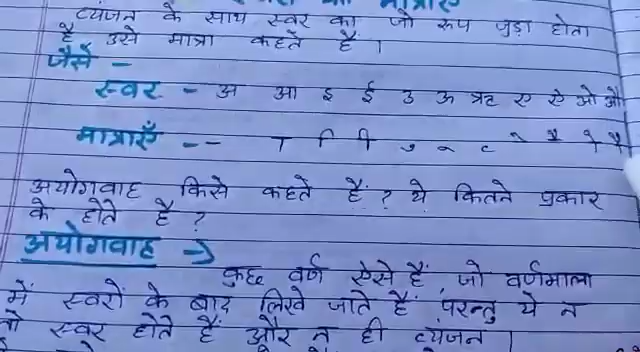 मात्राएँ
व्यंजन के साथ स्वर का जो रूप जुड़ा होता
है उसे मात्रा कहते हैं।
जैसे -
स्वर - अ आ इ ई उ ऊ ऋ ए ऐ ओ औ
मात्राएँ -- ा ि ी ु ू ृ े ै ो ौ
अयोगवाह किसे कहते हैं? ये कितने प्रकार
के होते है?
अयोगवाह →
कुछ वर्ण ऐसे हैं, जो वर्णमाला
में स्वरों के बाद लिखे जाते हैं परन्तु ये न
तो स्वर होते हैं और न ही व्यंजन।